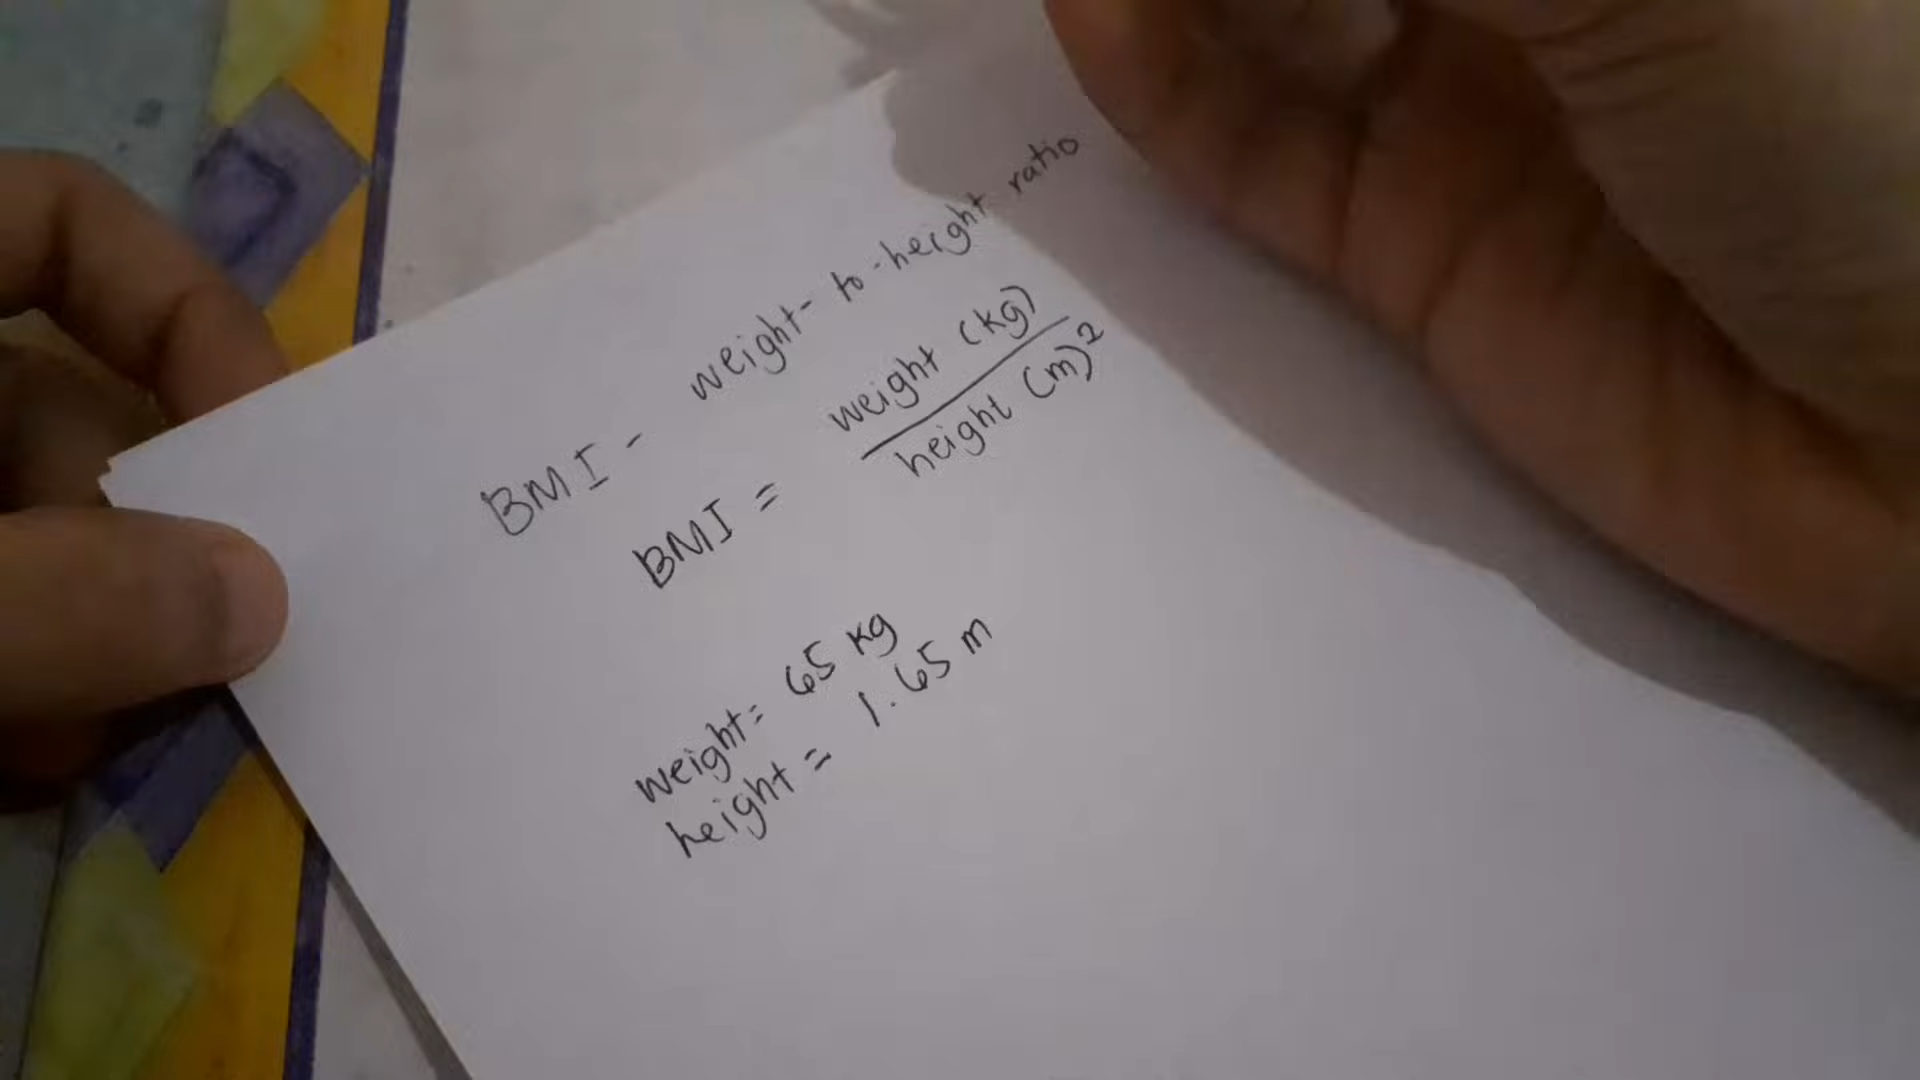 BMI - weight-to-height ratio
BMI = weight (kg)
height (m)²
weight= 65 kg
height = 1.65 m